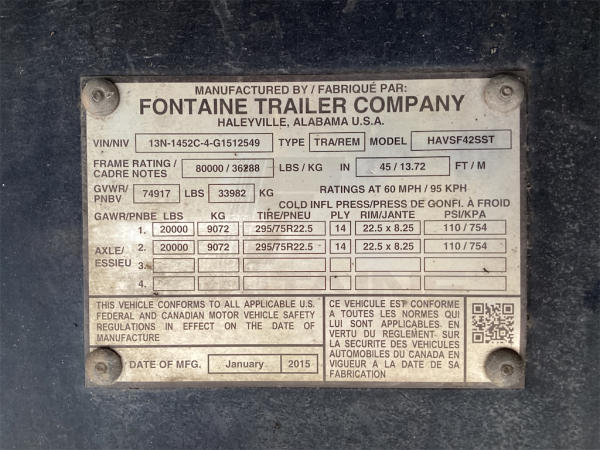 MANUFACTURED BY / FABRIQUÉ PAR:
FONTAINE TRAILER COMPANY
HALEYVILLE, ALABAMA U.S.A.
VIN/NIV 13N-1452C-4-G1512549 TYPE TRA/REM MODEL HAVSF42SST
FRAME RATING / CADRE NOTES 80000 / 36288 LBS / KG IN 45 / 13.72 FT / M
GVWR/ PNBV 74917 LBS 33982 KG RATINGS AT 60 MPH / 95 KPH
COLD INFL PRESS/PRESS DE GONFI. À FROID
GAWR/PNBE LBS KG TIRE/PNEU PLY RIM/JANTE PSI/KPA
AXLE/ ESSIEU
1. 20000 9072 295/75R22.5 14 22.5 x 8.25 110 / 754
2. 20000 9072 295/75R22.5 14 22.5 x 8.25 110 / 754
3.
4.
THIS VEHICLE CONFORMS TO ALL APPLICABLE U.S.
FEDERAL AND CANADIAN MOTOR VEHICLE SAFETY
REGULATIONS IN EFFECT ON THE DATE OF
MANUFACTURE
DATE OF MFG. January 2015
CE VEHICULE EST CONFORME
A TOUTES LES NORMES QUI
LUI SONT APPLICABLES EN
VERTU DU REGLEMENT SUR
LA SECURITE DES VEHICULES
AUTOMOBILES DU CANADA EN
VIGUEUR A LA DATE DE SA
FABRICATION